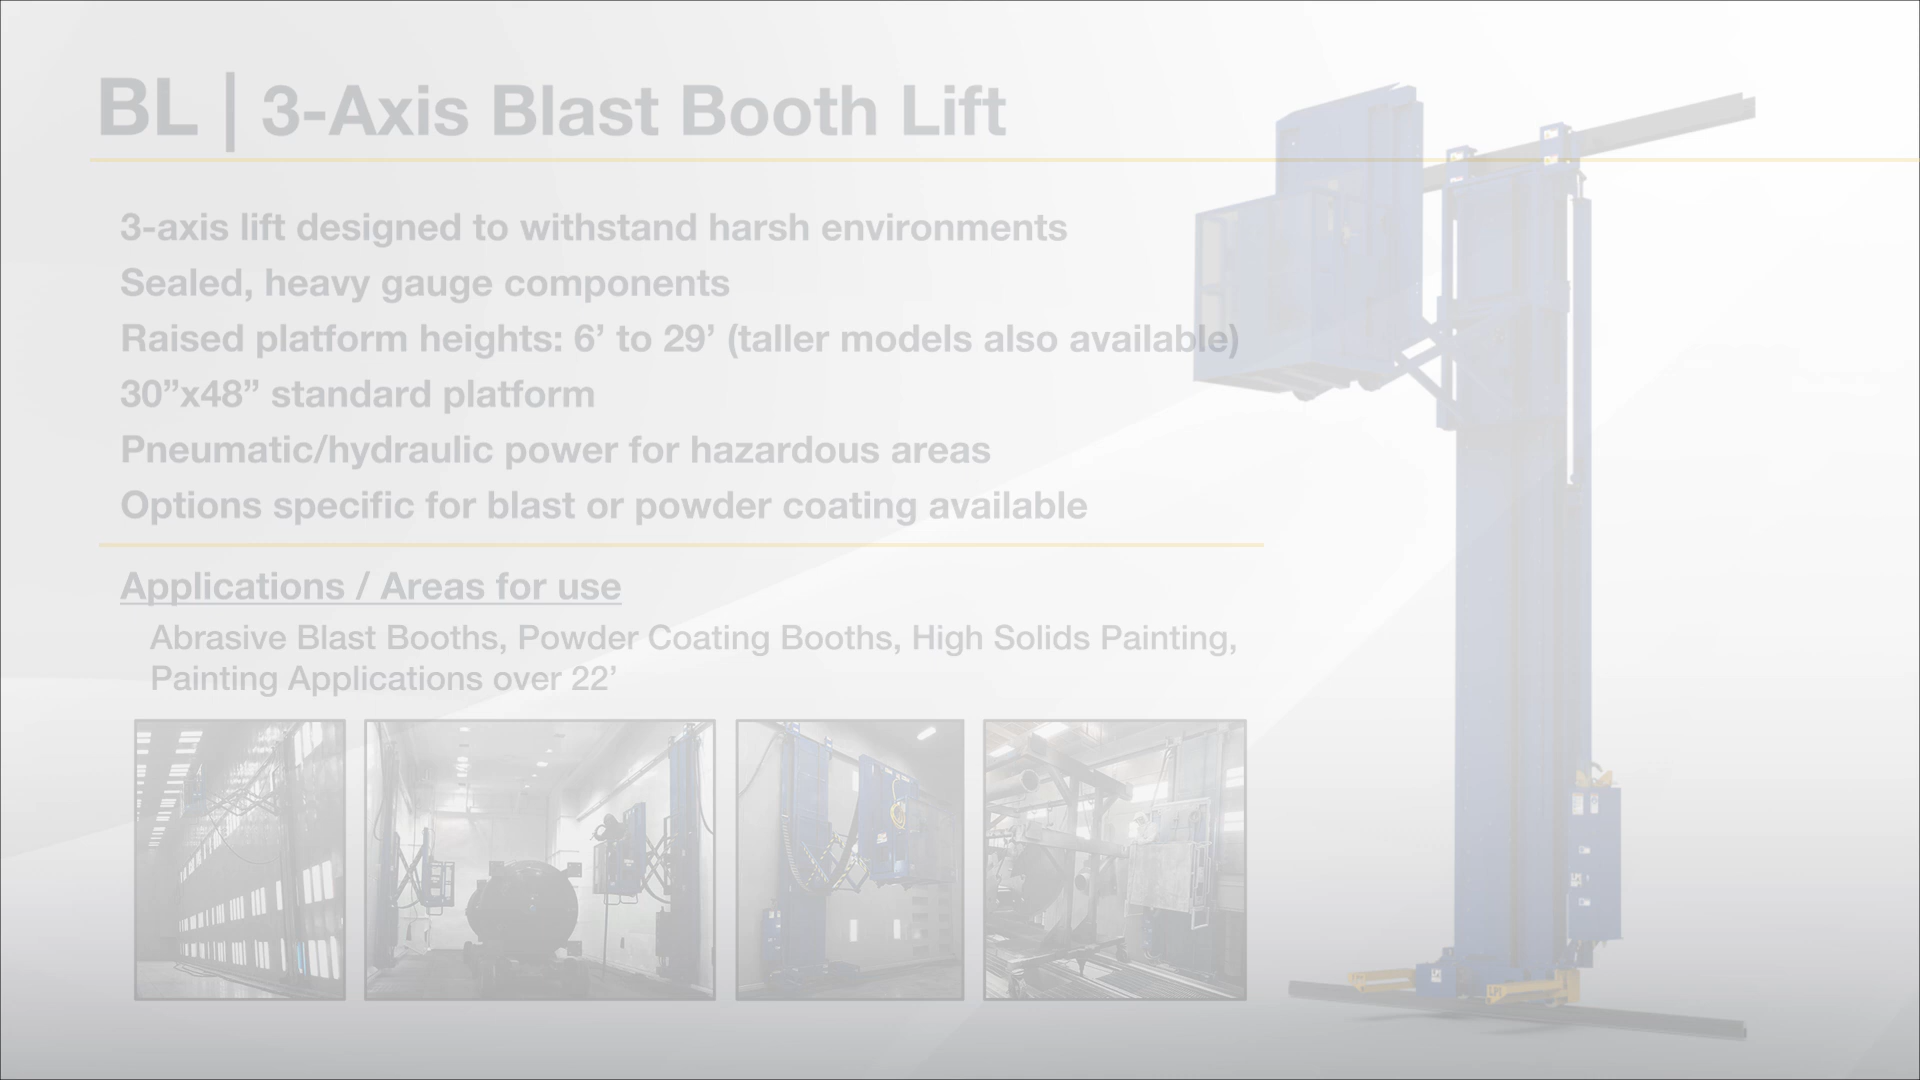 BL | 3-Axis Blast Booth Lift
3-axis lift designed to withstand harsh environments
Sealed, heavy gauge components
Raised platform heights: 6’ to 29’ (taller models also available)
30”x48” standard platform
Pneumatic/hydraulic power for hazardous areas
Options specific for blast or powder coating available
Applications / Areas for use
Abrasive Blast Booths, Powder Coating Booths, High Solids Painting,
Painting Applications over 22’